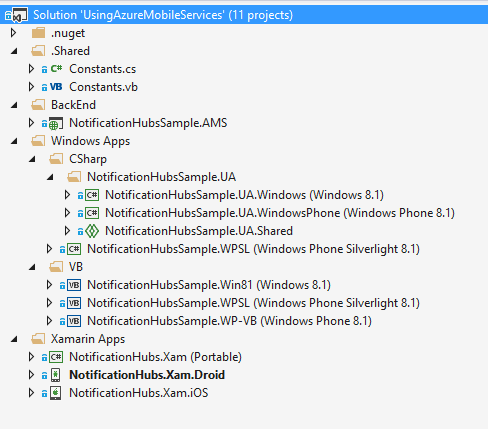 Solution 'UsingAzureMobileServices' (11 projects)
.nuget
.Shared
C# Constants.cs
VB Constants.vb
BackEnd
NotificationHubsSample.AMS
Windows Apps
CSharp
NotificationHubsSample.UA
C# NotificationHubsSample.UA.Windows (Windows 8.1)
C# NotificationHubsSample.UA.WindowsPhone (Windows Phone 8.1)
NotificationHubsSample.UA.Shared
C# NotificationHubsSample.WPSL (Windows Phone Silverlight 8.1)
VB
VB NotificationHubsSample.Win81 (Windows 8.1)
VB NotificationHubsSample.WPSL (Windows Phone Silverlight 8.1)
VB NotificationHubsSample.WP-VB (Windows Phone 8.1)
Xamarin Apps
C# NotificationHubs.Xam (Portable)
NotificationHubs.Xam.Droid
NotificationHubs.Xam.iOS